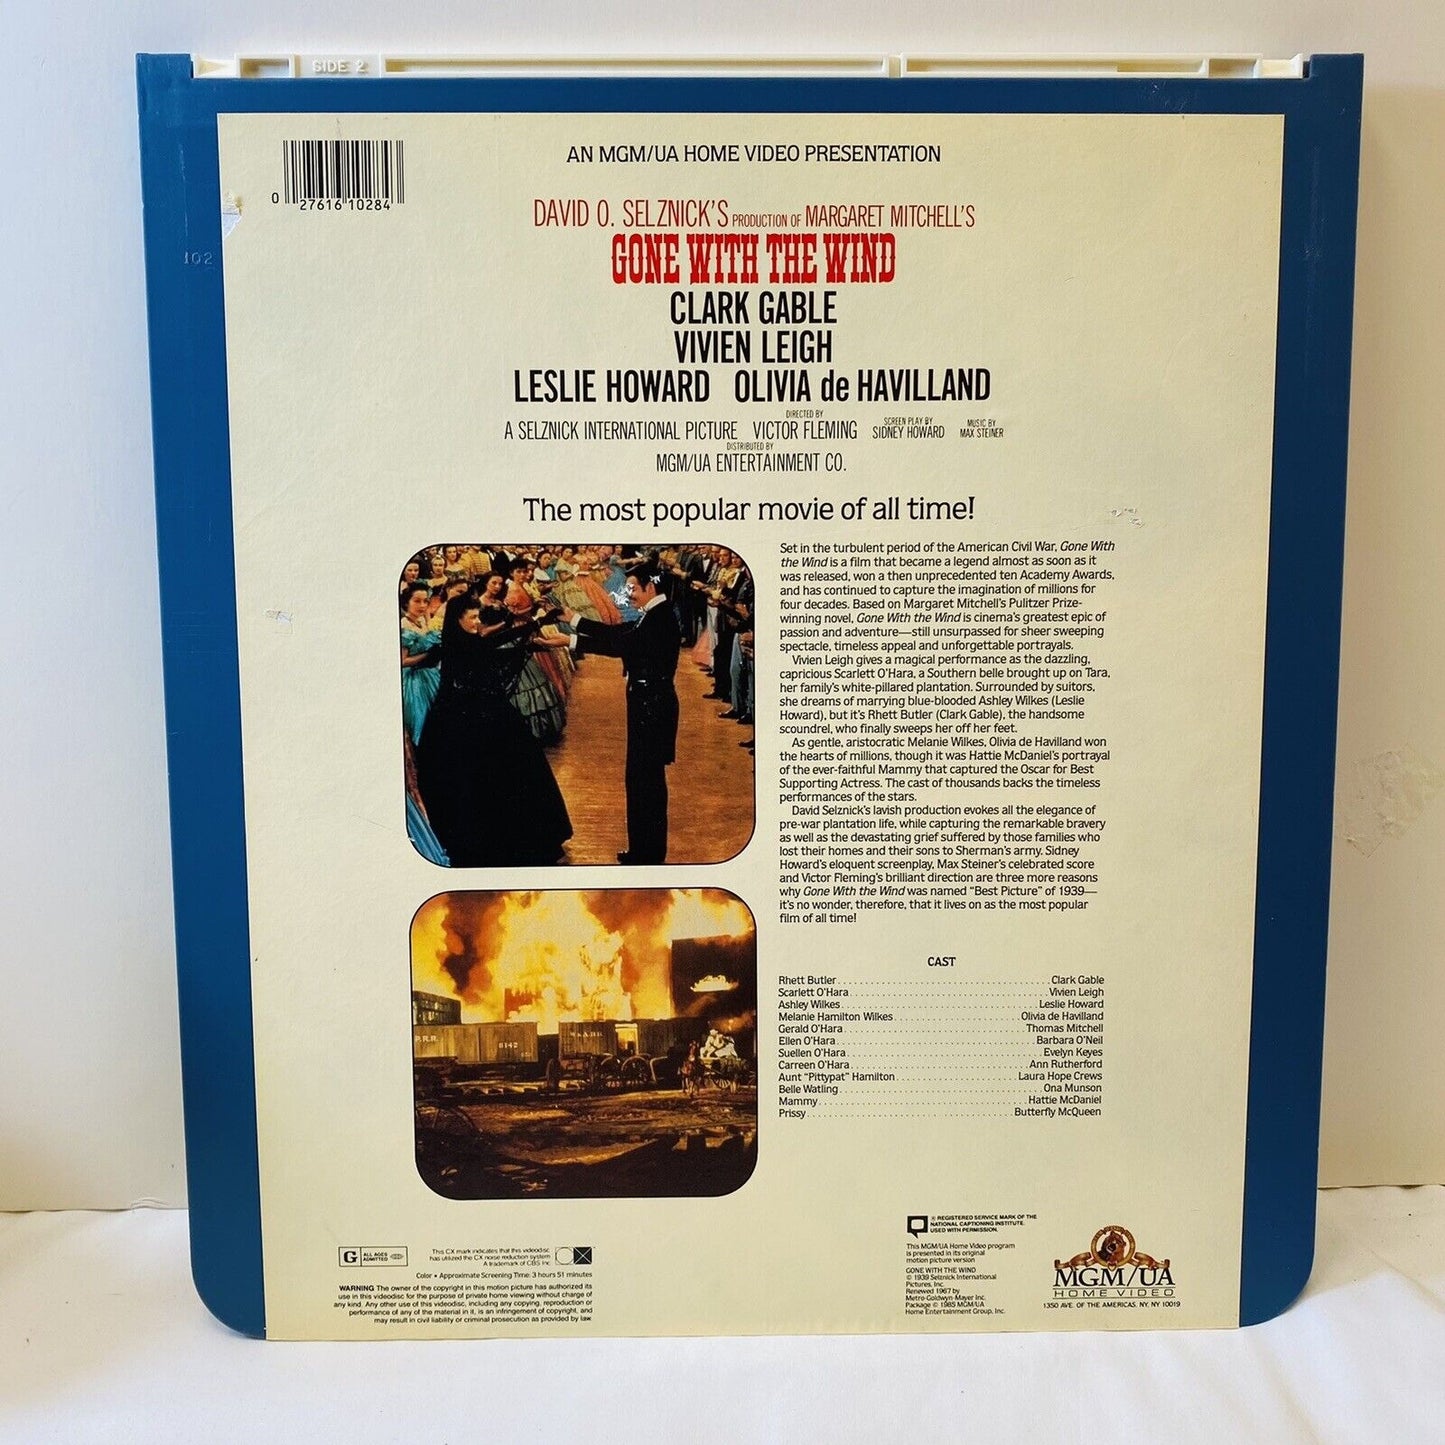 SIDE 2
102
0 27616 10284
AN MGM/UA HOME VIDEO PRESENTATION
DAVID O. SELZNICK'S PRODUCTION OF MARGARET MITCHELL'S
GONE WITH THE WIND
CLARK GABLE
VIVIEN LEIGH
LESLIE HOWARD OLIVIA de HAVILLAND
A SELZNICK INTERNATIONAL PICTURE DIRECTED BY VICTOR FLEMING SCREEN PLAY BY SIDNEY HOWARD MUSIC BY MAX STEINER
DISTRIBUTED BY
MGM/UA ENTERTAINMENT CO.
The most popular movie of all time!
Set in the turbulent period of the American Civil War, Gone With
the Wind is a film that became a legend almost as soon as it
was released, won a then unprecedented ten Academy Awards,
and has continued to capture the imagination of millions for
four decades. Based on Margaret Mitchell's Pulitzer Prize-
winning novel, Gone With the Wind is cinema's greatest epic of
passion and adventure—still unsurpassed for sheer sweeping
spectacle, timeless appeal and unforgettable portrayals.
Vivien Leigh gives a magical performance as the dazzling,
capricious Scarlett O'Hara, a Southern belle brought up on Tara,
her family's white-pillared plantation. Surrounded by suitors,
she dreams of marrying blue-blooded Ashley Wilkes (Leslie
Howard), but it's Rhett Butler (Clark Gable), the handsome
scoundrel, who finally sweeps her off her feet.
As gentle, aristocratic Melanie Wilkes, Olivia de Havilland won
the hearts of millions, though it was Hattie McDaniel's portrayal
of the ever-faithful Mammy that captured the Oscar for Best
Supporting Actress. The cast of thousands backs the timeless
performances of the stars.
David Selznick's lavish production evokes all the elegance of
pre-war plantation life, while capturing the remarkable bravery
as well as the devastating grief suffered by those families who
lost their homes and their sons to Sherman's army. Sidney
Howard's eloquent screenplay, Max Steiner's celebrated score
and Victor Fleming's brilliant direction are three more reasons
why Gone With the Wind was named "Best Picture" of 1939—
it's no wonder, therefore, that it lives on as the most popular
film of all time!
P.R.R.
8142
CAST
Rhett Butler Clark Gable
Scarlett O'Hara Vivien Leigh
Ashley Wilkes Leslie Howard
Melanie Hamilton Wilkes Olivia de Havilland
Gerald O'Hara Thomas Mitchell
Ellen O'Hara Barbara O'Neil
Suellen O'Hara Evelyn Keyes
Carreen O'Hara Ann Rutherford
Aunt "Pittypat" Hamilton Laura Hope Crews
Belle Watling Ona Munson
Mammy Hattie McDaniel
Prissy Butterfly McQueen
G ALL AGES ADMITTED
This CX mark indicates that this videodisc
has utilized the CX noise reduction system
A trademark of CBS Inc.
Color • Approximate Screening Time: 3 hours 51 minutes
WARNING The owner of the copyright in this motion picture has authorized its
use in this videodisc for the purpose of private home viewing without charge of
any kind. Any other use of this videodisc, including any copying, reproduction or
performance of any of the material in it, is an infringement of copyright, and
may result in civil liability or criminal prosecution as provided by law.
® REGISTERED SERVICE MARK OF THE
NATIONAL CAPTIONING INSTITUTE.
USED WITH PERMISSION.
This MGM/UA Home Video program
is presented in its original
motion picture version
GONE WITH THE WIND
© 1939 Selznick International
Pictures, Inc.
Renewed 1967 by
Metro-Goldwyn-Mayer Inc.
Package © 1985 MGM/UA
Home Entertainment Group, Inc.
MGM/UA
HOME VIDEO
1350 AVE. OF THE AMERICAS, NY, NY 10019